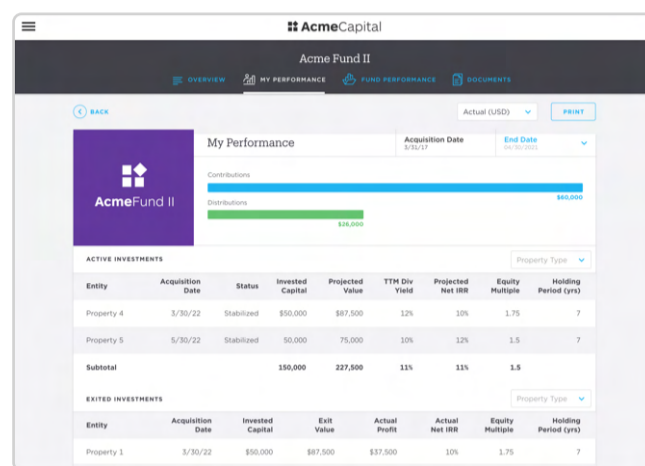 AcmeCapital
Acme Fund II
OVERVIEW MY PERFORMANCE FUND PERFORMANCE DOCUMENTS
BACK Actual (USD) PRINT
My Performance Acquisition Date 3/31/17 End Date 04/30/2021
AcmeFund II
Contributions
$60,000
Distributions
$26,000
ACTIVE INVESTMENTS Property Type
Entity Acquisition Date Status Invested Capital Projected Value TTM Div Yield Projected Net IRR Equity Multiple Holding Period (yrs)
Property 4 3/30/22 Stabilized $50,000 $87,500 12% 10% 1.75 7
Property 5 5/30/22 Stabilized 50,000 75,000 10% 12% 1.5 7
Subtotal 150,000 227,500 11% 11% 1.5
EXITED INVESTMENTS Property Type
Entity Acquisition Date Invested Capital Exit Value Actual Profit Actual Net IRR Equity Multiple Holding Period (yrs)
Property 1 3/30/22 $50,000 $87,500 $37,500 10% 1.75 7